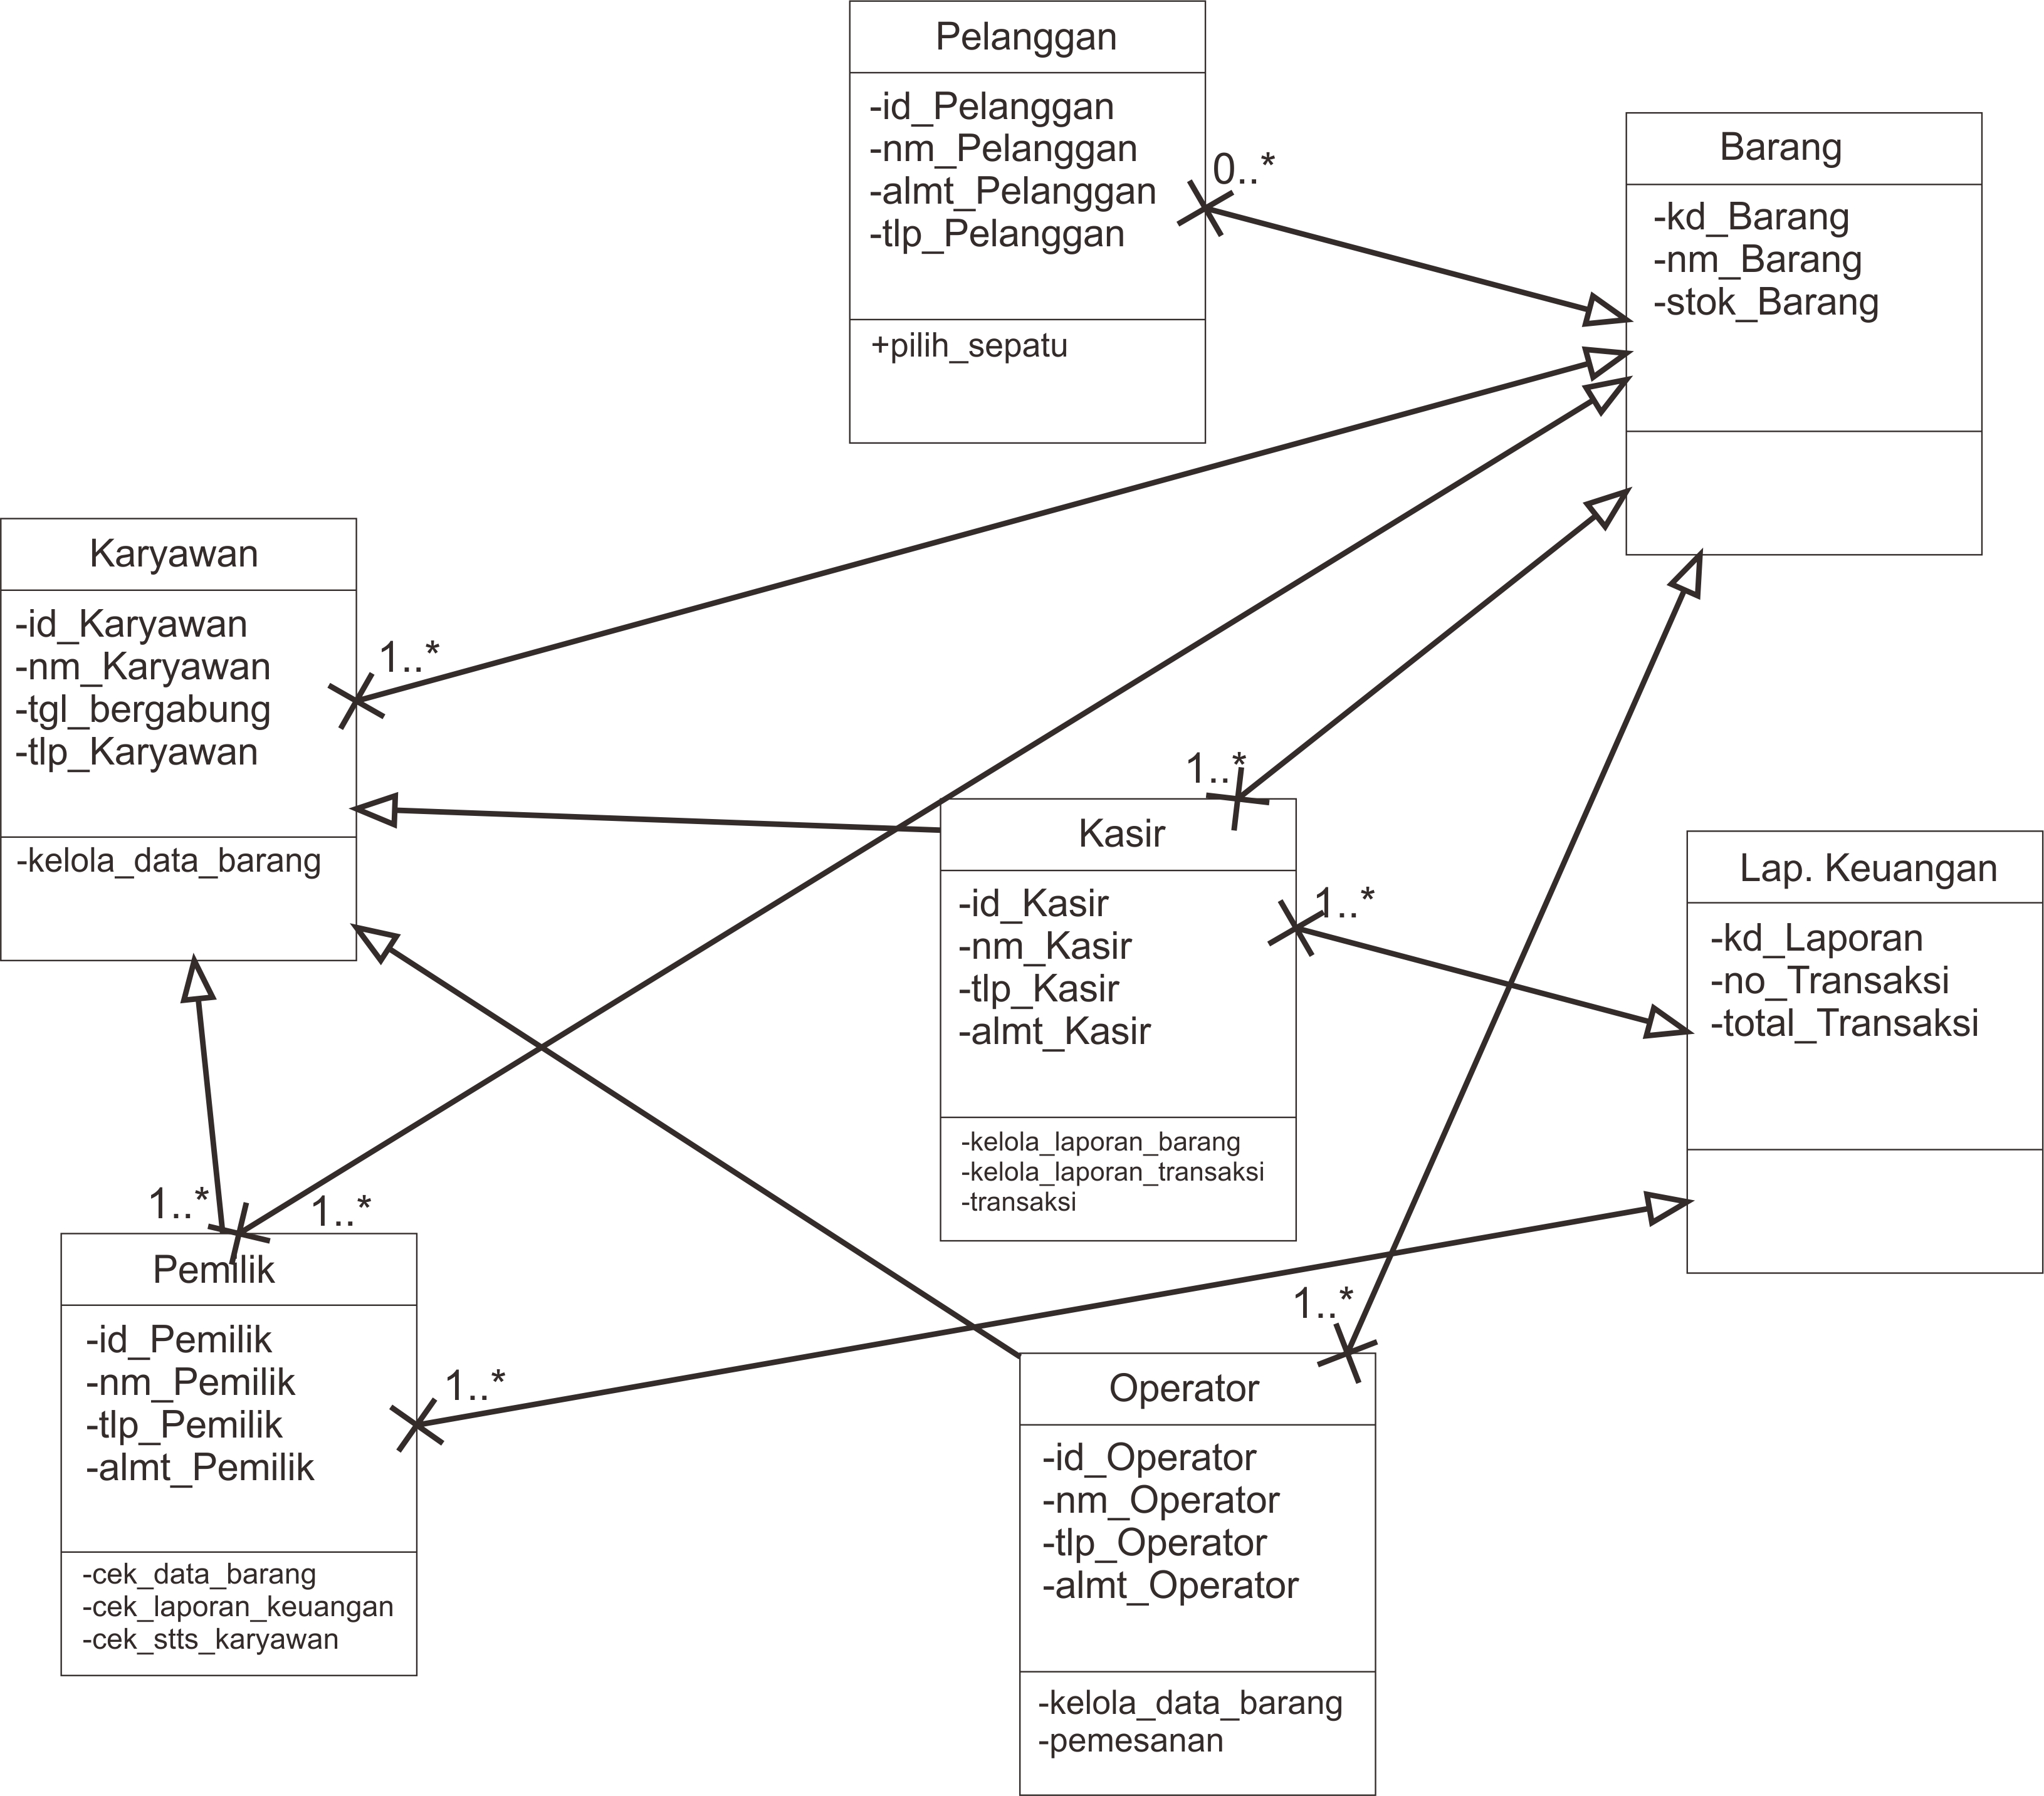 Pelanggan
-id_Pelanggan
-nm_Pelanggan
-almt_Pelanggan
-tlp_Pelanggan
+pilih_sepatu
0..*
Barang
-kd_Barang
-nm_Barang
-stok_Barang
Karyawan
-id_Karyawan
-nm_Karyawan
-tgl_bergabung
-tlp_Karyawan
-kelola_data_barang
1..*
1..*
Kasir
-id_Kasir
-nm_Kasir
-tlp_Kasir
-almt_Kasir
-kelola_laporan_barang
-kelola_laporan_transaksi
-transaksi
1..*
Lap. Keuangan
-kd_Laporan
-no_Transaksi
-total_Transaksi
1..*
1..*
Pemilik
-id_Pemilik
-nm_Pemilik
-tlp_Pemilik
-almt_Pemilik
-cek_data_barang
-cek_laporan_keuangan
-cek_stts_karyawan
1..*
1..*
Operator
-id_Operator
-nm_Operator
-tlp_Operator
-almt_Operator
-kelola_data_barang
-pemesanan